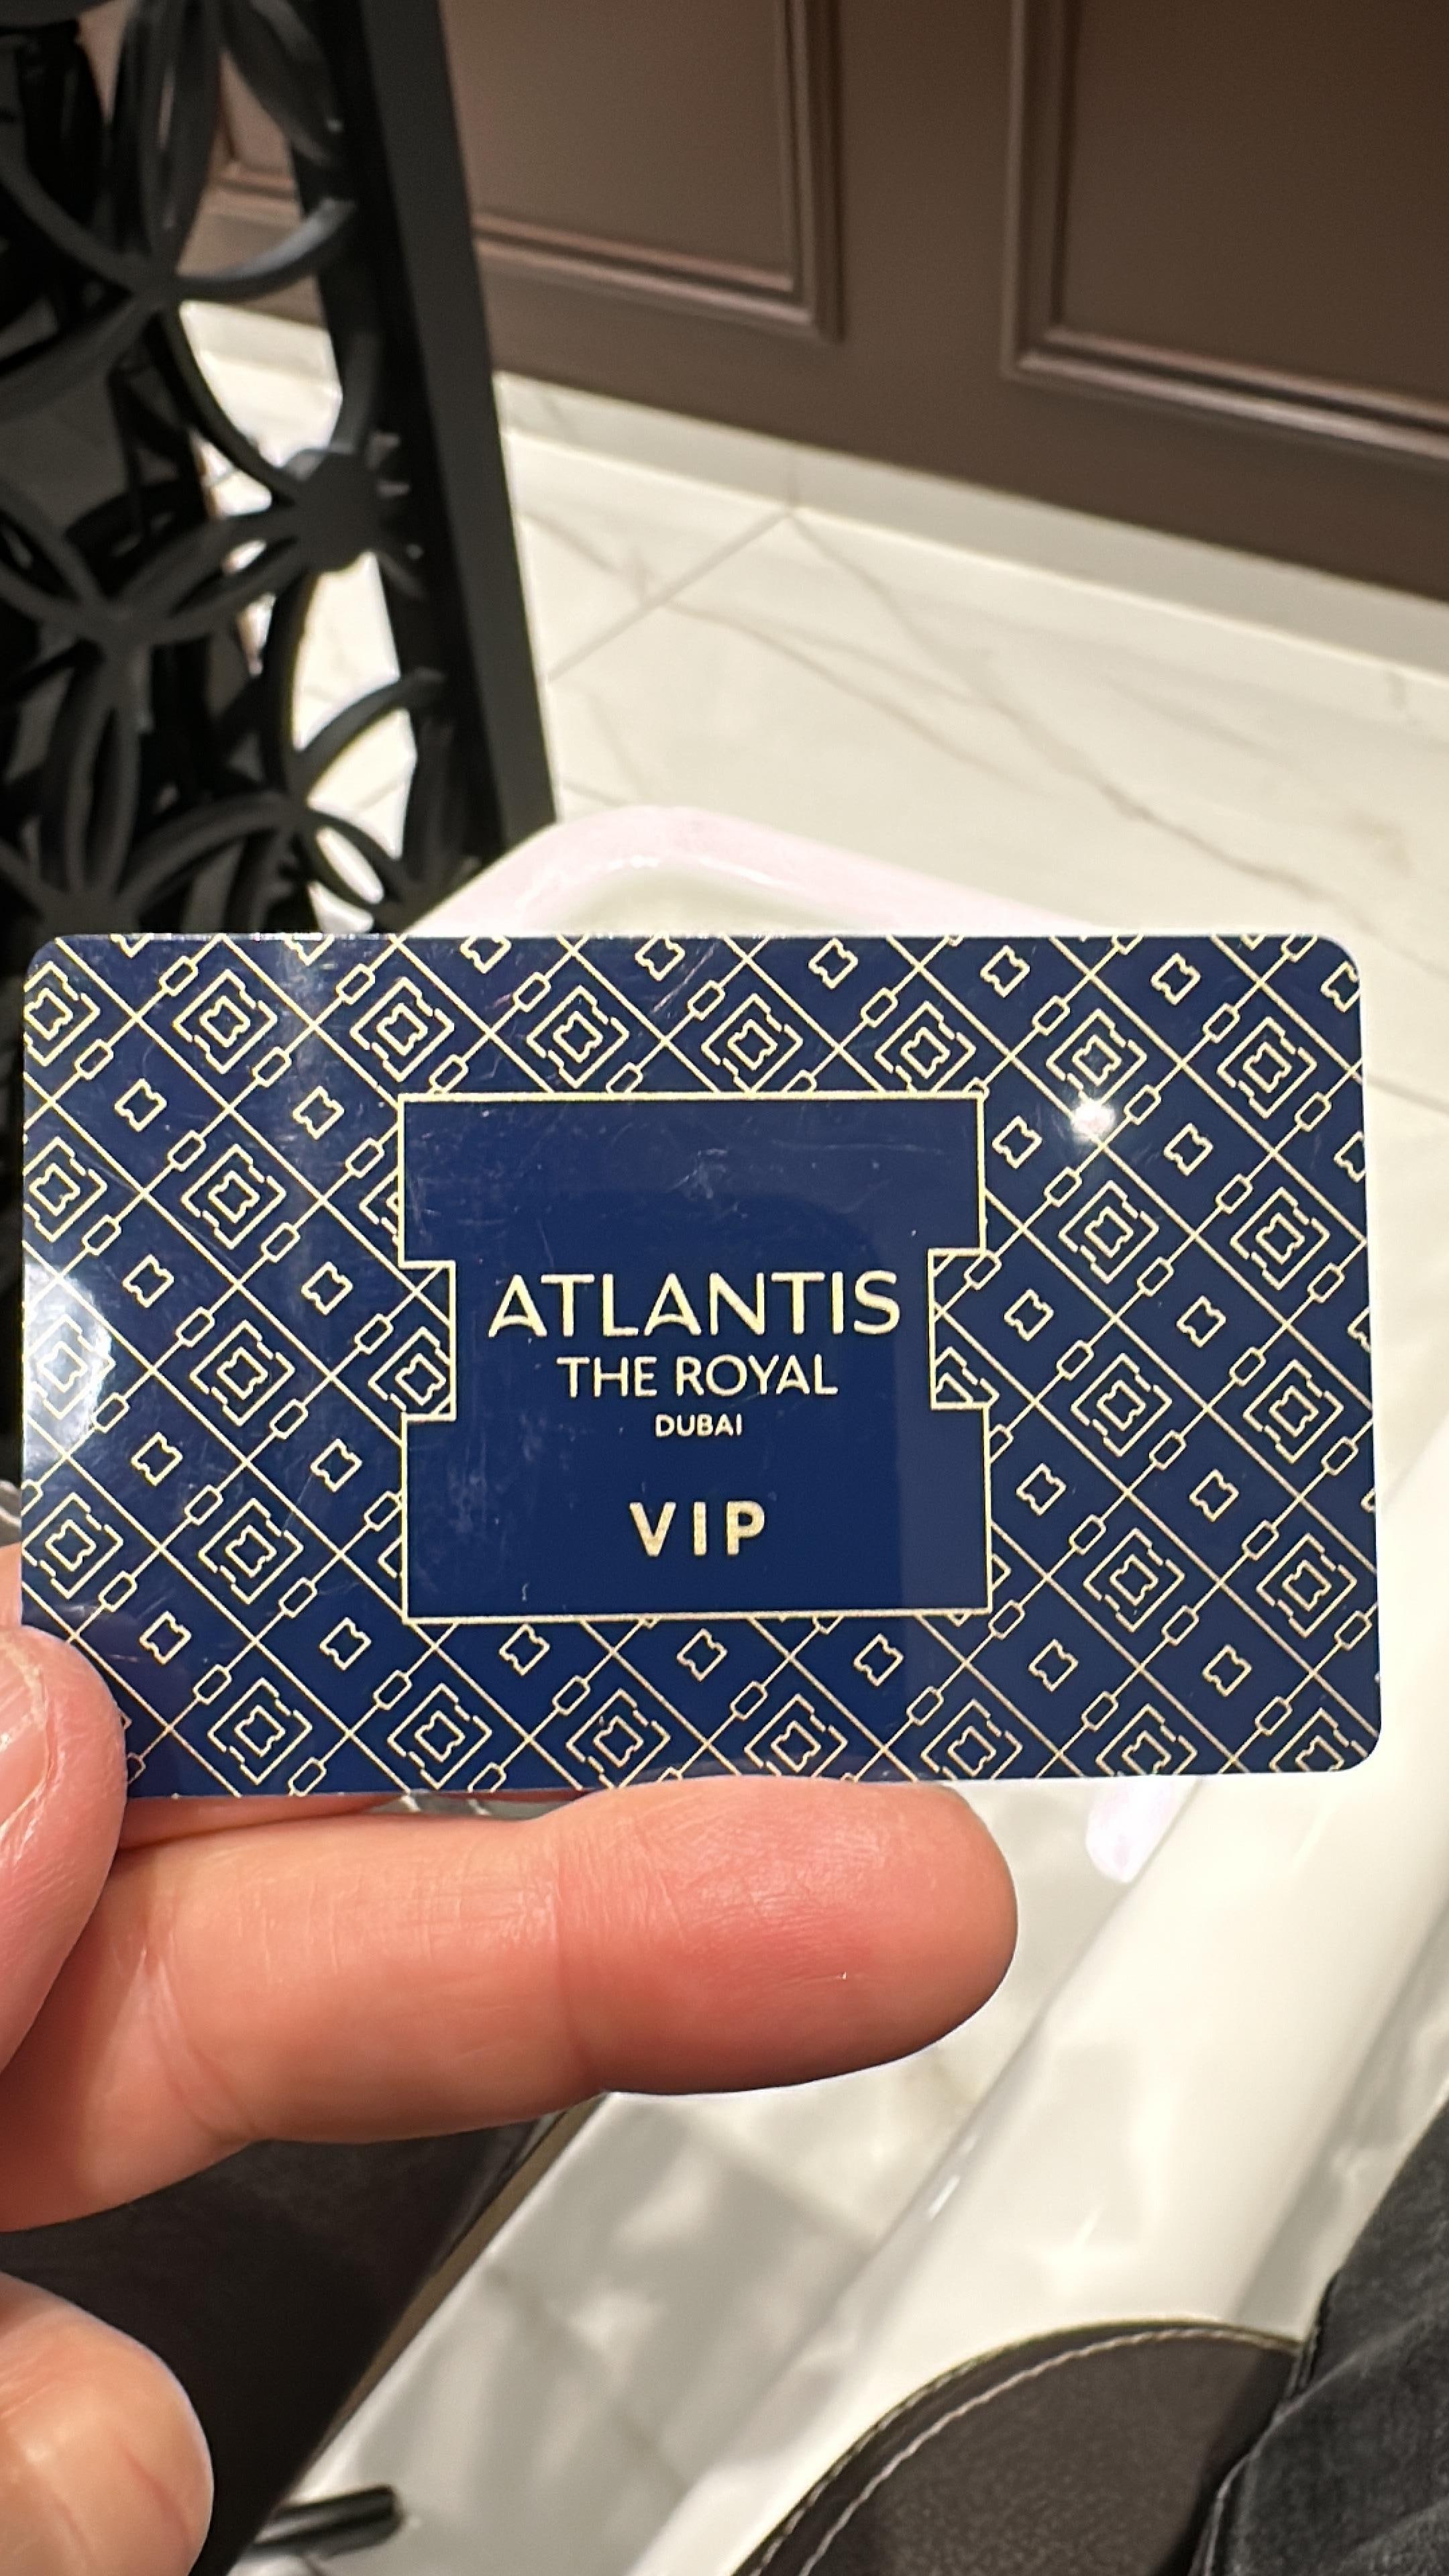 ATLANTIS
THE ROYAL
DUBAI
VIP